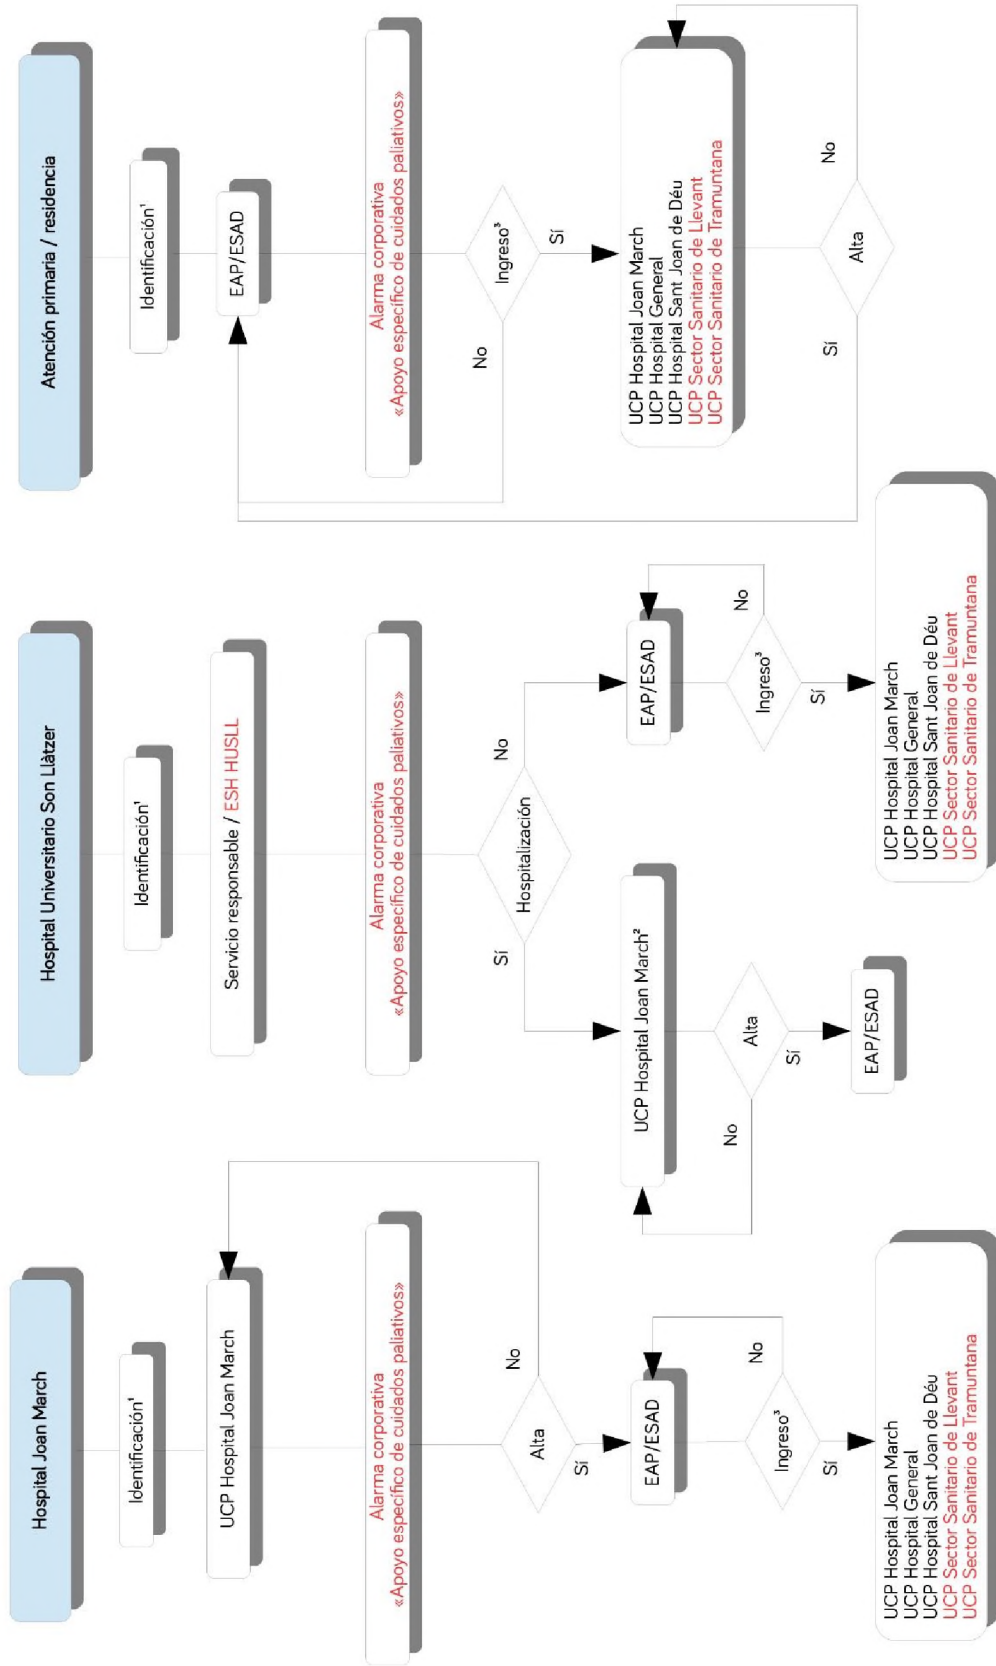 Hospital Joan March
Identificación¹
UCP Hospital Joan March
Alarma corporativa
«Apoyo específico de cuidados paliativos»
Alta
No
Sí
EAP/ESAD
Ingreso³
No
Sí
UCP Hospital Joan March
UCP Hospital General
UCP Hospital Sant Joan de Déu
UCP Sector Sanitario de Llevant
UCP Sector Sanitario de Tramuntana
Hospital Universitario Son Llàtzer
Identificación¹
Servicio responsable / ESH HUSLL
Alarma corporativa
«Apoyo específico de cuidados paliativos»
Hospitalización
Sí
No
UCP Hospital Joan March²
Alta
No
Sí
EAP/ESAD
EAP/ESAD
Ingreso³
No
Sí
UCP Hospital Joan March
UCP Hospital General
UCP Hospital Sant Joan de Déu
UCP Sector Sanitario de Llevant
UCP Sector Sanitario de Tramuntana
Atención primaria / residencia
Identificación¹
EAP/ESAD
Alarma corporativa
«Apoyo específico de cuidados paliativos»
Ingreso³
No
Sí
UCP Hospital Joan March
UCP Hospital General
UCP Hospital Sant Joan de Déu
UCP Sector Sanitario de Llevant
UCP Sector Sanitario de Tramuntana
Alta
Sí
No